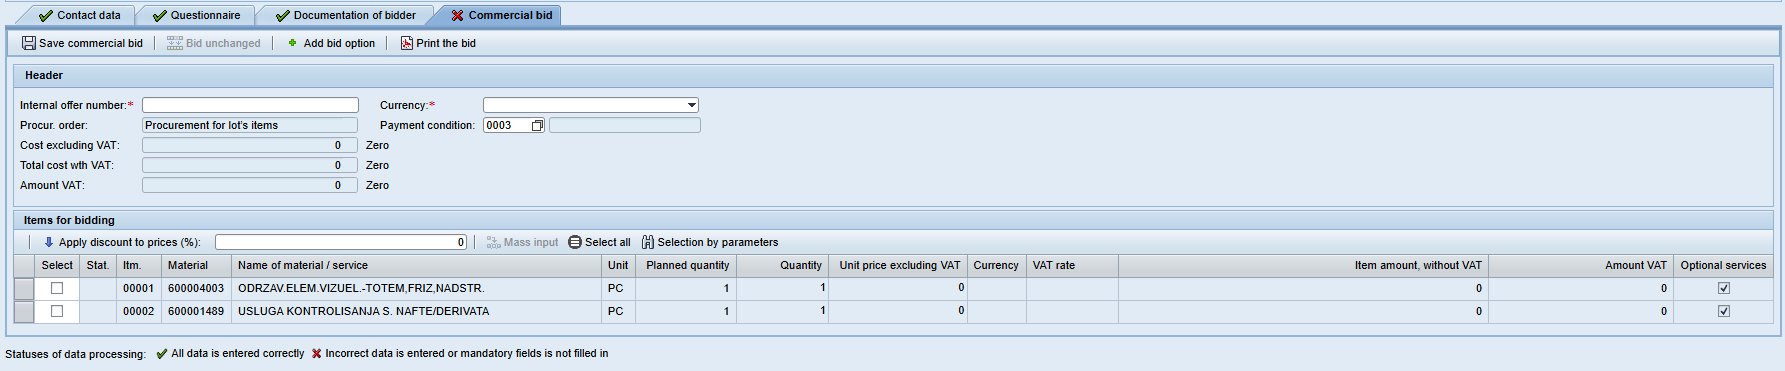 Contact data Questionnaire Documentation of bidder Commercial bid
Save commercial bid Bid unchanged Add bid option Print the bid
Header
Internal offer number:* Currency:*
Procur. order: Procurement for lot's items Payment condition: 0003
Cost excluding VAT: 0 Zero
Total cost wth VAT: 0 Zero
Amount VAT: 0 Zero
Items for bidding
Apply discount to prices (%): 0 Mass input Select all Selection by parameters
Select Stat. Itm. Material Name of material / service Unit Planned quantity Quantity Unit price excluding VAT Currency VAT rate Item amount, without VAT Amount VAT Optional services
00001 600004003 ODRZAV.ELEM.VIZUEL.-TOTEM,FRIZ,NADSTR. PC 1 1 0 0 0
00002 600001489 USLUGA KONTROLISANJA S. NAFTE/DERIVATA PC 1 1 0 0 0
Statuses of data processing: All data is entered correctly Incorrect data is entered or mandatory fields is not filled in